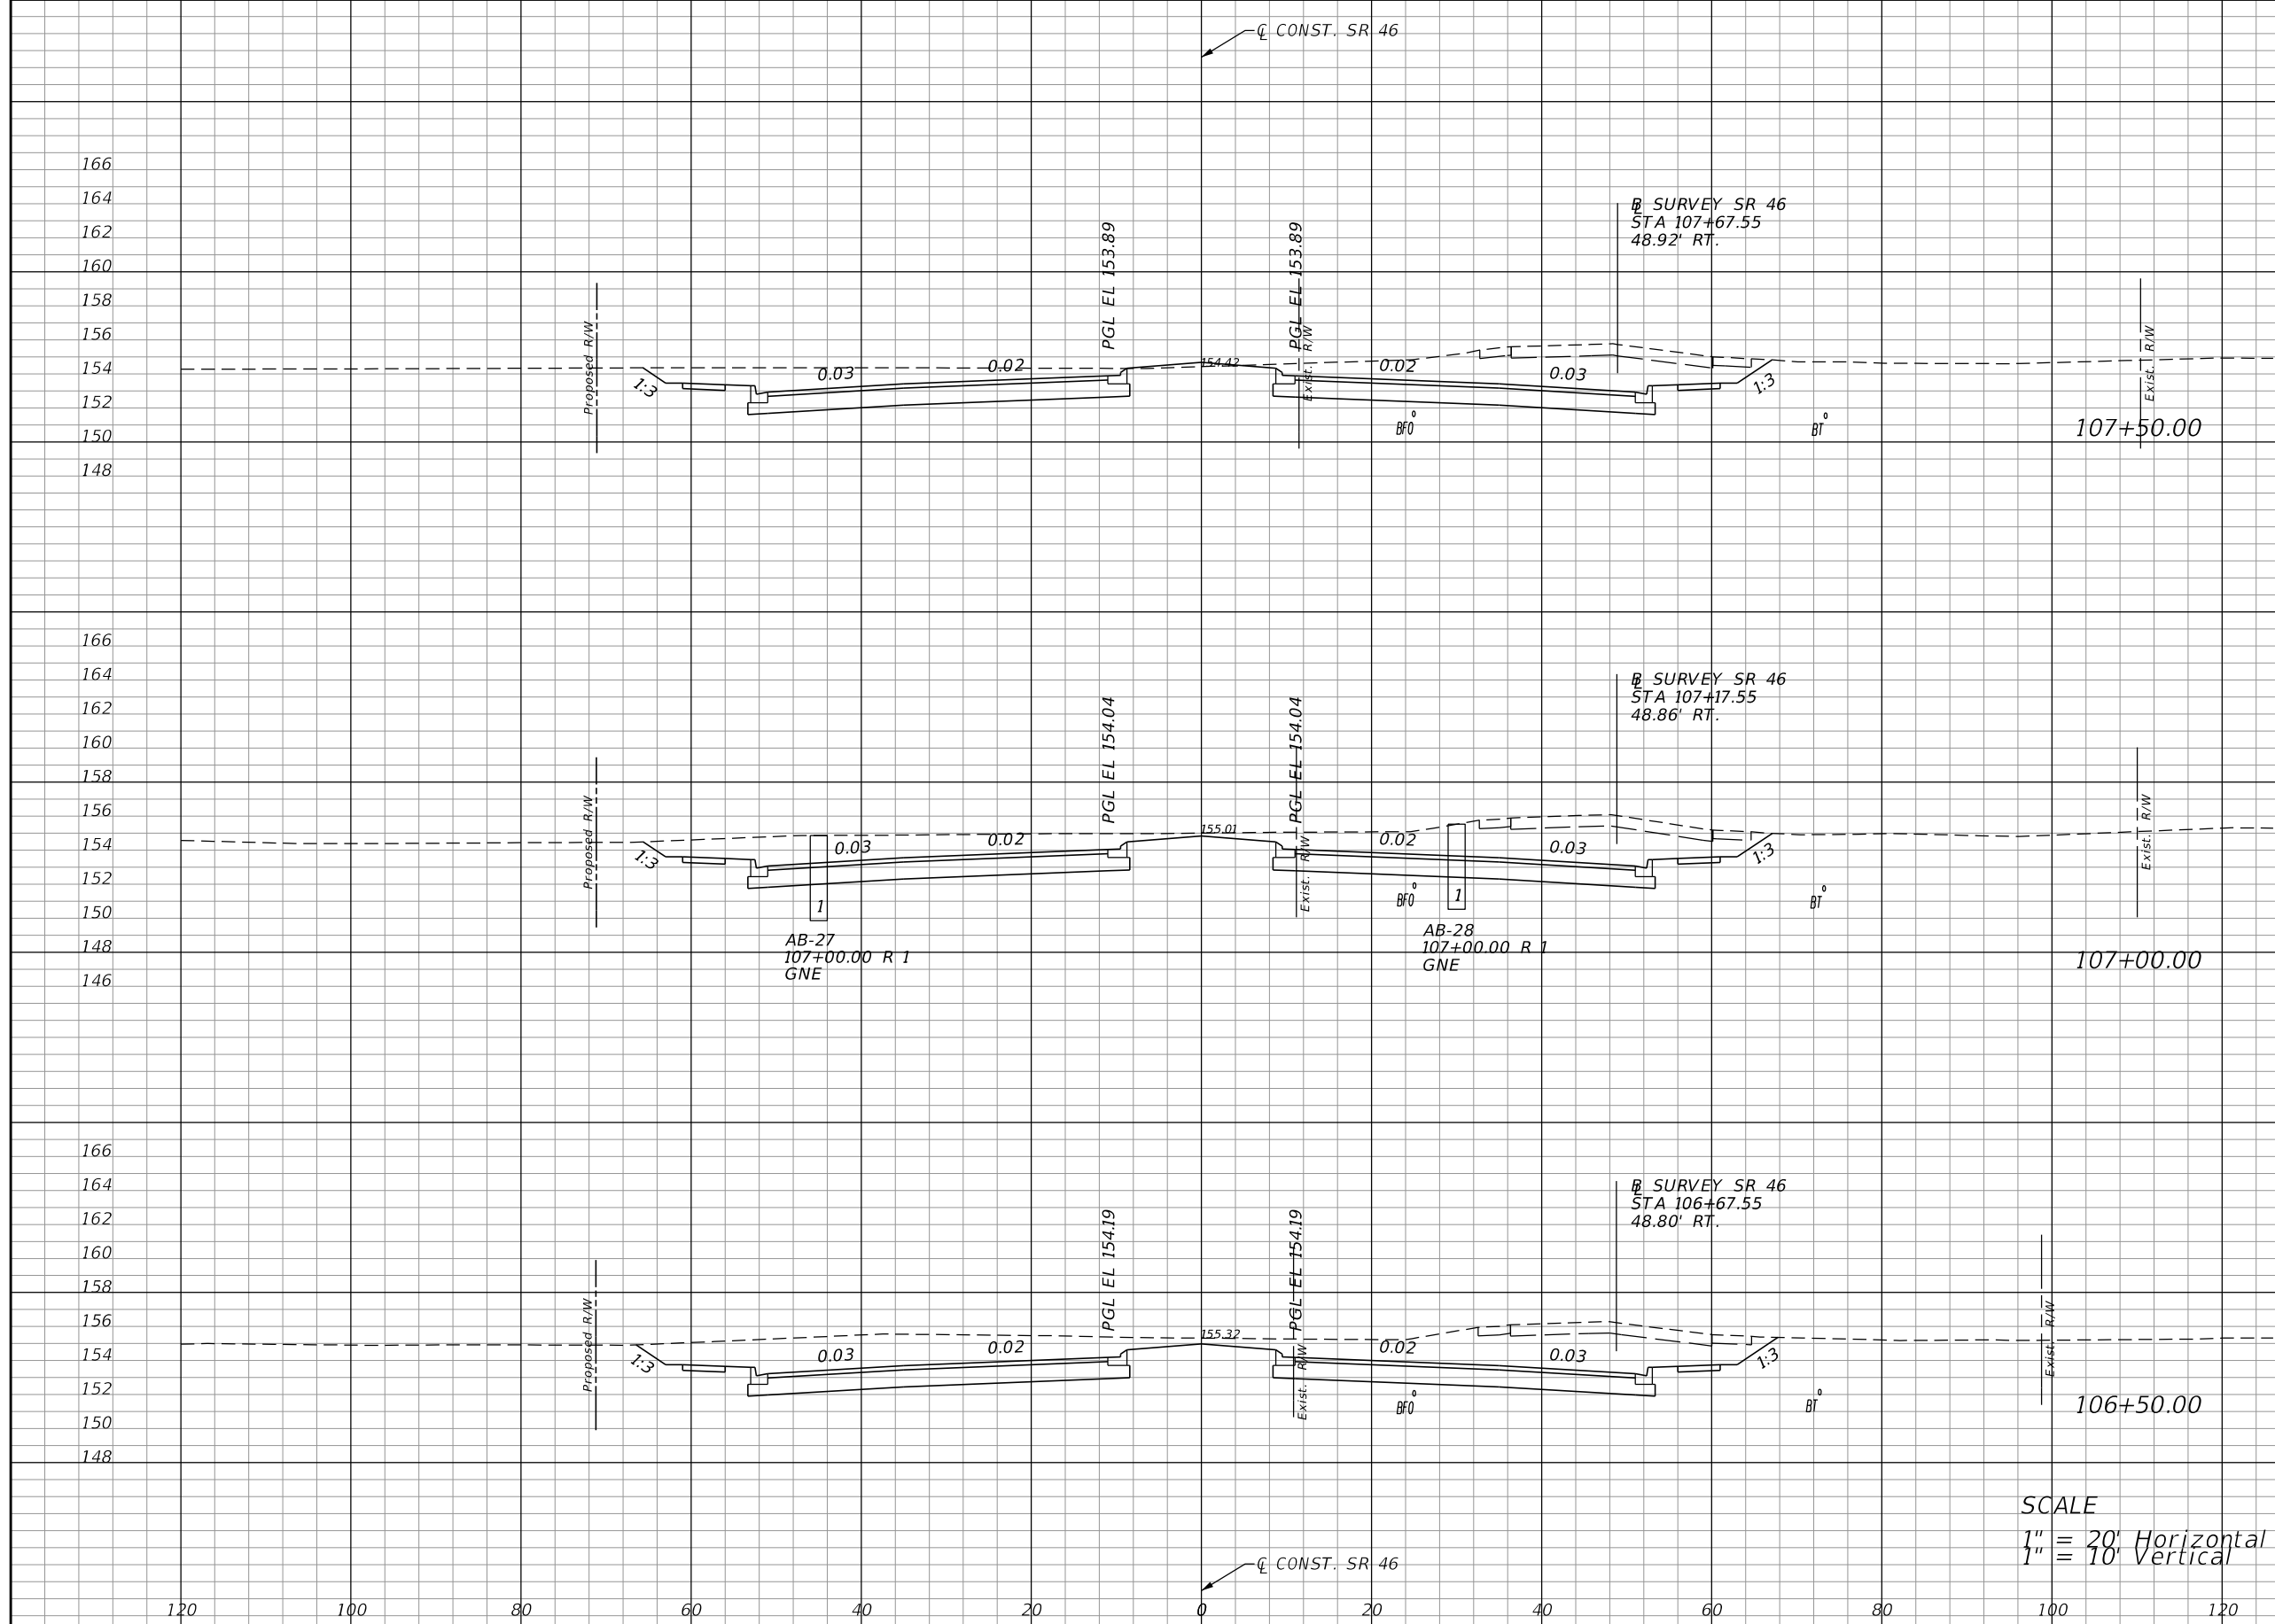 ℄ CONST. SR 46
166
164
162
160
158
156
154
152
150
148
Proposed R/W
1:3
0.03
0.02
PGL EL 153.89
154.42
PGL EL 153.89
Exist. R/W
0.02
BFO
0.03
B̵L SURVEY SR 46
STA 107+67.55
48.92' RT.
1:3
BT
Exist. R/W
107+50.00
166
164
162
160
158
156
154
152
150
148
146
Proposed R/W
1:3
0.03
0.02
1
AB-27
107+00.00 R 1
GNE
PGL EL 154.04
155.01
PGL EL 154.04
Exist. R/W
0.02
BFO
1
AB-28
107+00.00 R 1
GNE
0.03
B̵L SURVEY SR 46
STA 107+17.55
48.86' RT.
1:3
BT
Exist. R/W
107+00.00
166
164
162
160
158
156
154
152
150
148
Proposed R/W
1:3
0.03
0.02
PGL EL 154.19
155.32
PGL EL 154.19
Exist. R/W
0.02
BFO
0.03
B̵L SURVEY SR 46
STA 106+67.55
48.80' RT.
1:3
BT
Exist. R/W
106+50.00
SCALE
1" = 20' Horizontal
1" = 10' Vertical
℄ CONST. SR 46
120 100 80 60 40 20 0 20 40 60 80 100 120